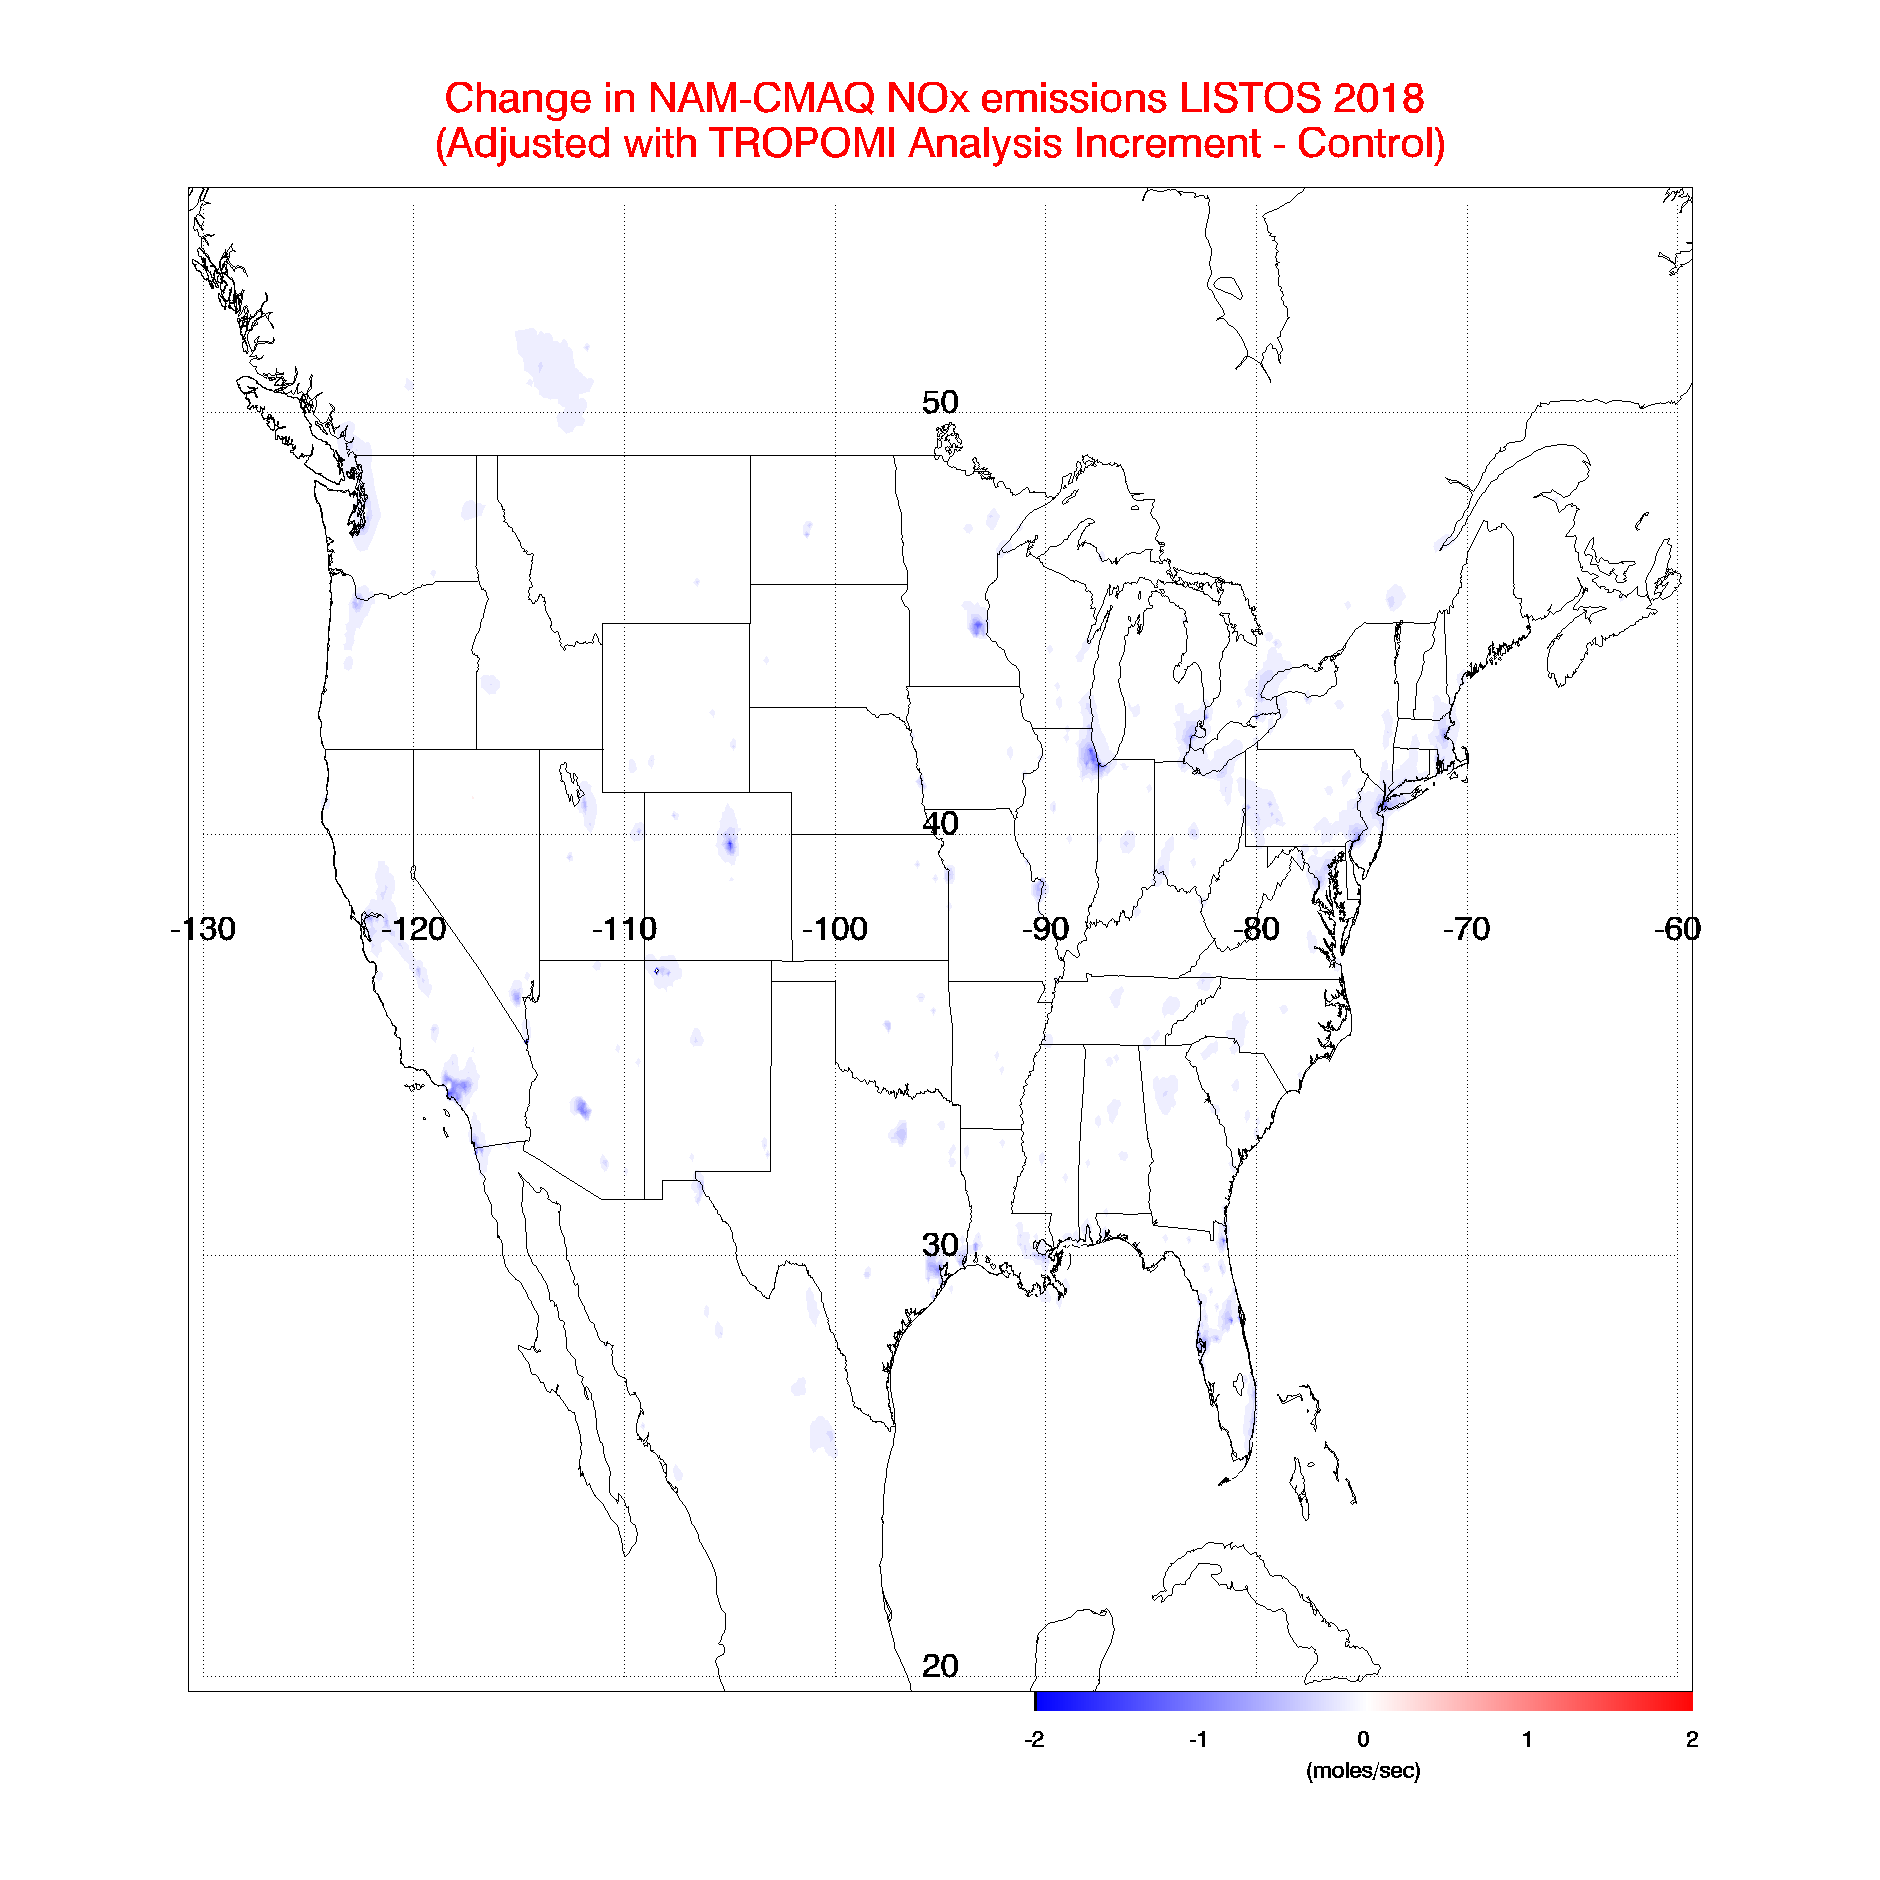 Change in NAM-CMAQ NOx emissions LISTOS 2018
(Adjusted with TROPOMI Analysis Increment - Control)
50
40
-130 -120 -110 -100 -90 -80 -70 -60
30
20
-2 -1 0 1 2
(moles/sec)